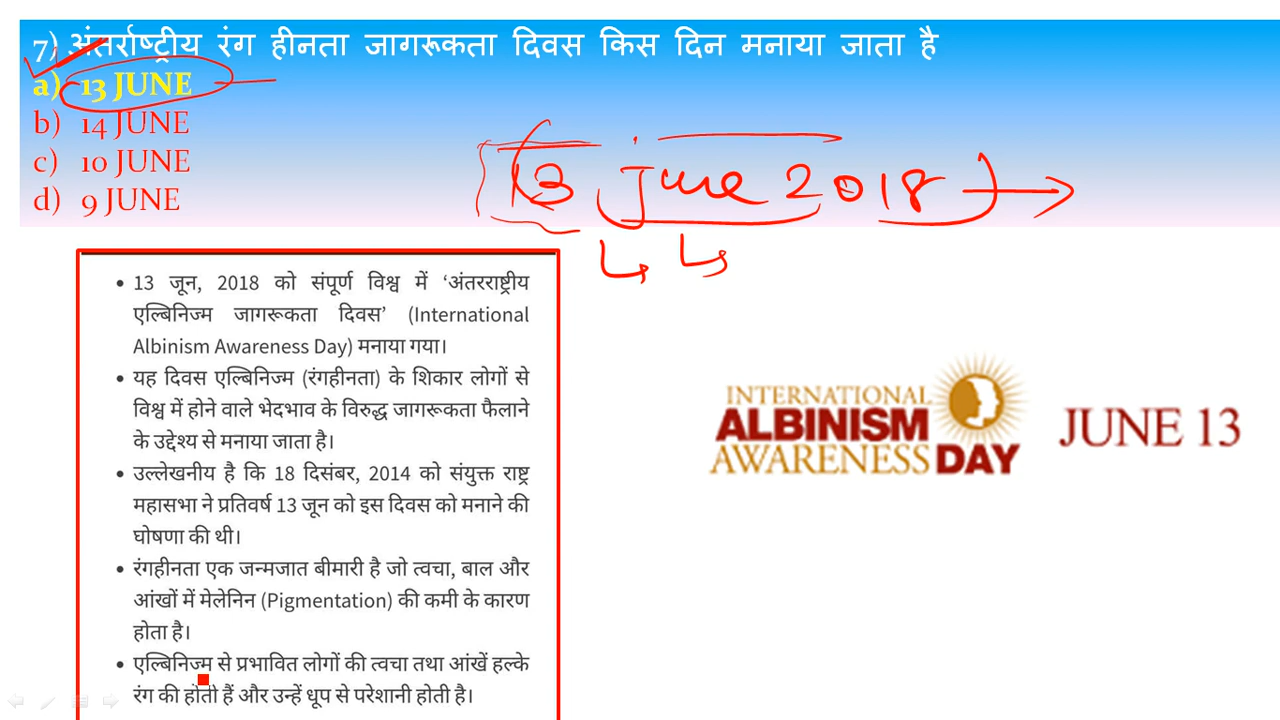 7) अंतर्राष्ट्रीय रंग हीनता जागरूकता दिवस किस दिन मनाया जाता है
a) 13 JUNE
b) 14 JUNE
c) 10 JUNE
d) 9 JUNE
13 June 2018
• 13 जून, 2018 को संपूर्ण विश्व में ‘अंतरराष्ट्रीय
एल्बिनिज्म जागरूकता दिवस’ (International
Albinism Awareness Day) मनाया गया।
• यह दिवस एल्बिनिज्म (रंगहीनता) के शिकार लोगों से
विश्व में होने वाले भेदभाव के विरुद्ध जागरूकता फैलाने
के उद्देश्य से मनाया जाता है।
• उल्लेखनीय है कि 18 दिसंबर, 2014 को संयुक्त राष्ट्र
महासभा ने प्रतिवर्ष 13 जून को इस दिवस को मनाने की
घोषणा की थी।
• रंगहीनता एक जन्मजात बीमारी है जो त्वचा, बाल और
आंखों में मेलेनिन (Pigmentation) की कमी के कारण
होता है।
• एल्बिनिज्म से प्रभावित लोगों की त्वचा तथा आंखें हल्के
रंग की होती हैं और उन्हें धूप से परेशानी होती है।
INTERNATIONAL
ALBINISM
AWARENESS DAY
JUNE 13